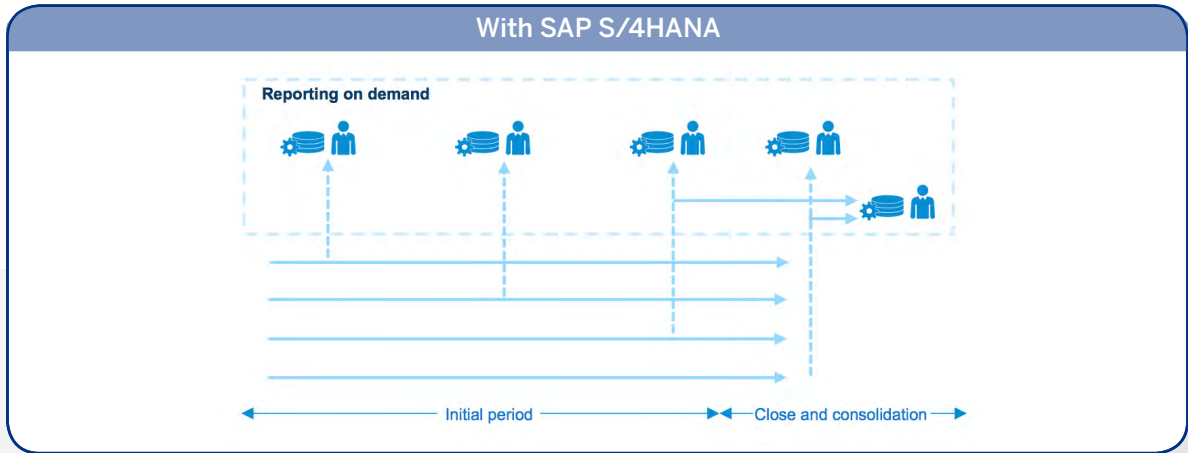 With SAP S/4HANA
Reporting on demand
Initial period
Close and consolidation